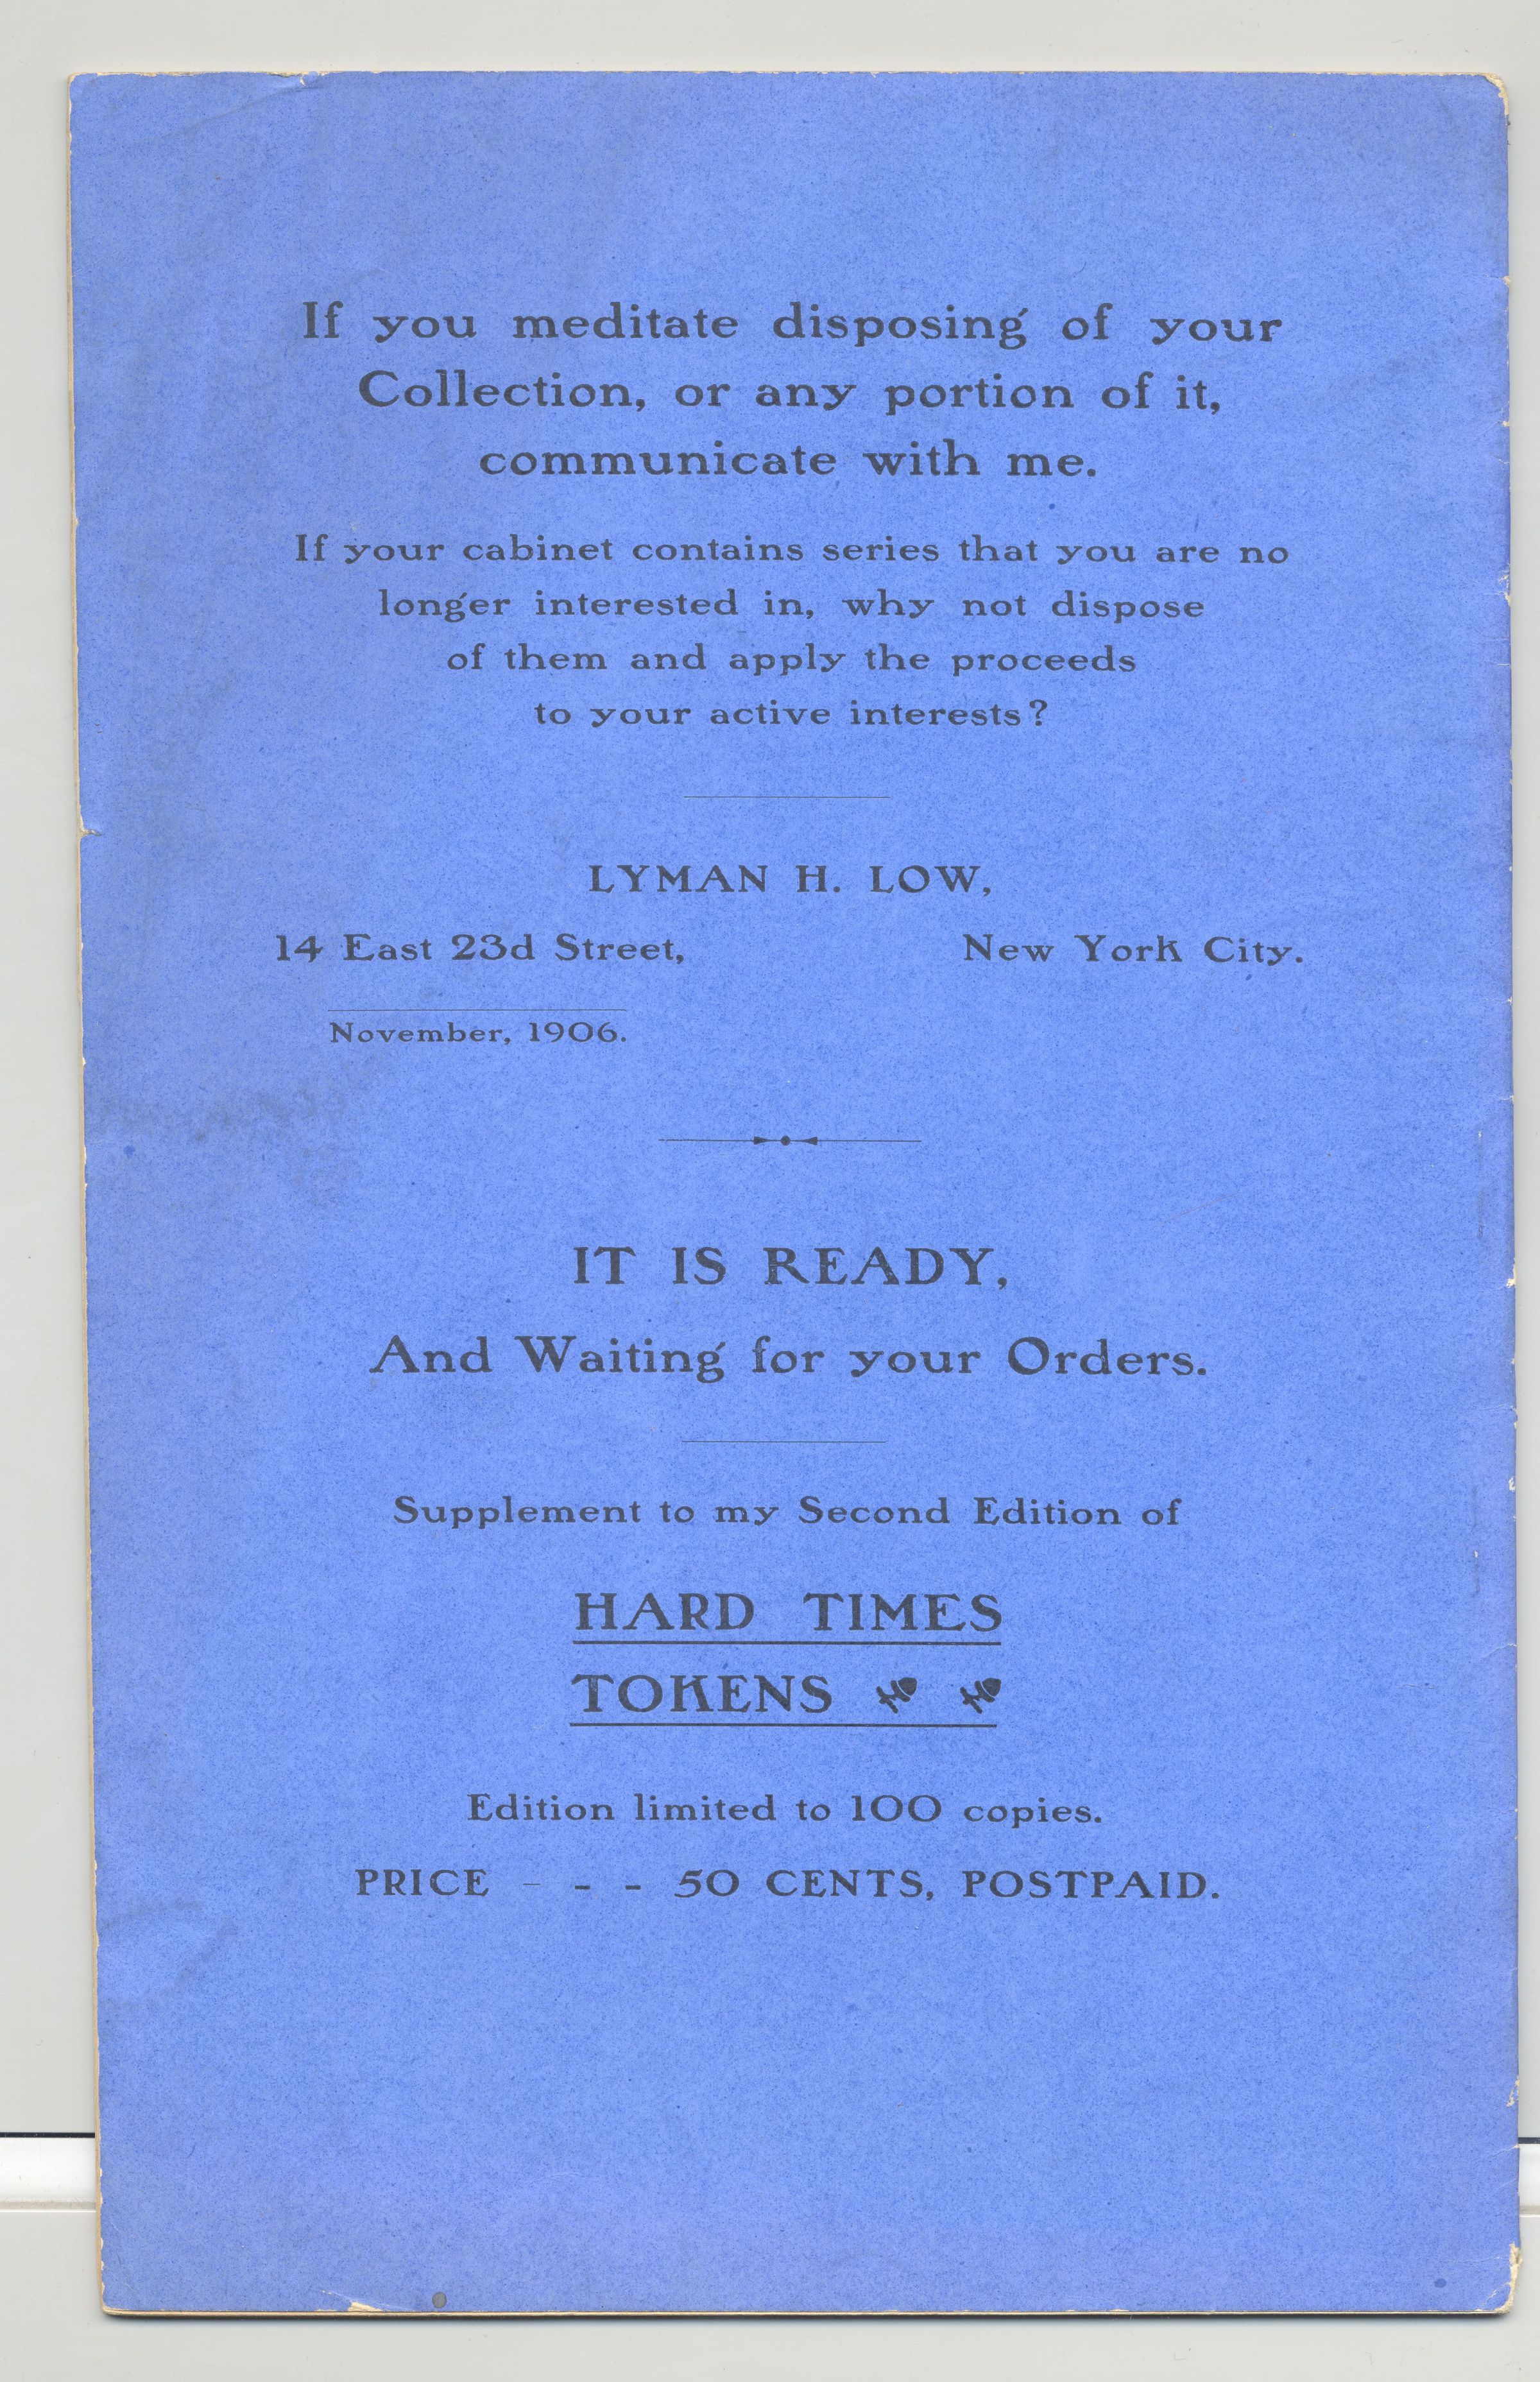 If you meditate disposing of your
Collection, or any portion of it,
communicate with me.
If your cabinet contains series that you are no
longer interested in, why not dispose
of them and apply the proceeds
to your active interests?
LYMAN H. LOW,
14 East 23d Street, New York City.
November, 1906.
IT IS READY,
And Waiting for your Orders.
Supplement to my Second Edition of
HARD TIMES
TOKENS
Edition limited to 100 copies.
PRICE - - - 50 CENTS, POSTPAID.